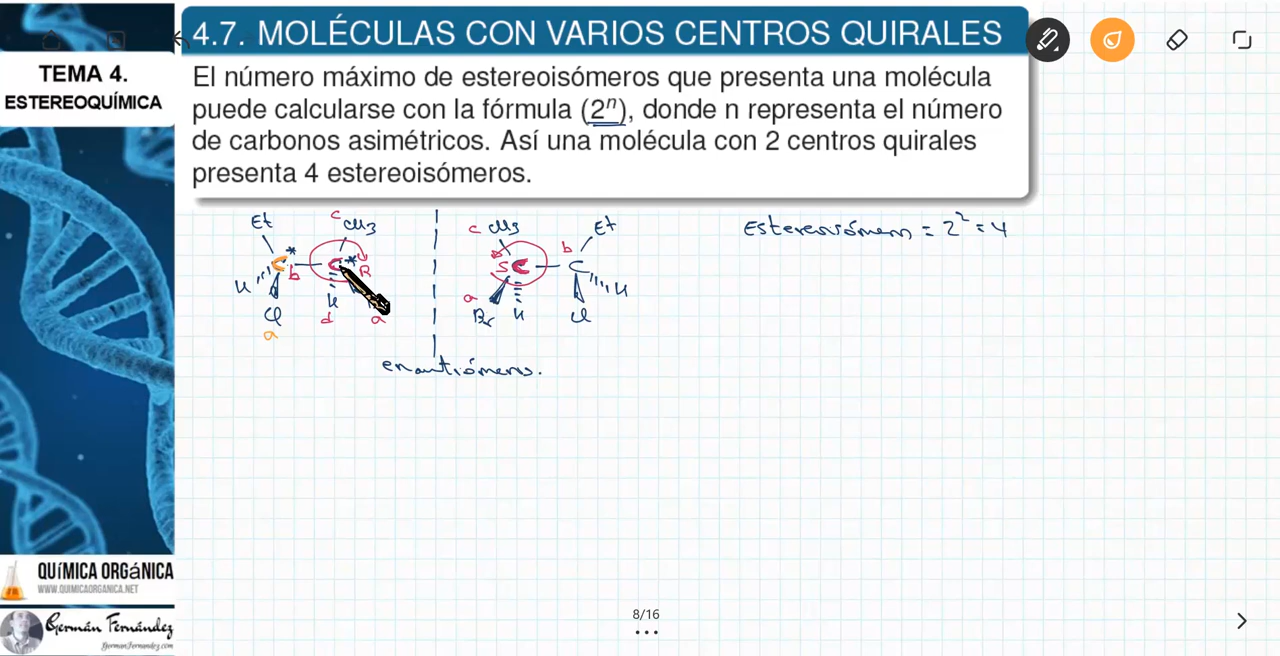 4.7. MOLÉCULAS CON VARIOS CENTROS QUIRALES
TEMA 4.
ESTEREOQUÍMICA
El número máximo de estereoisómeros que presenta una molécula
puede calcularse con la fórmula (2ⁿ), donde n representa el número
de carbonos asimétricos. Así una molécula con 2 centros quirales
presenta 4 estereoisómeros.
Et c CH3 c CH3 Et
C * b C * R S C b C
H Cl H a Br H Cl H
a d a
enantiómeros.
Estereoisómeros = 2² = 4
QUÍMICA ORGáNICA
WWW.QUIMICAORGANICA.NET
Germán Fernández
GermanFernandez.com
8/16